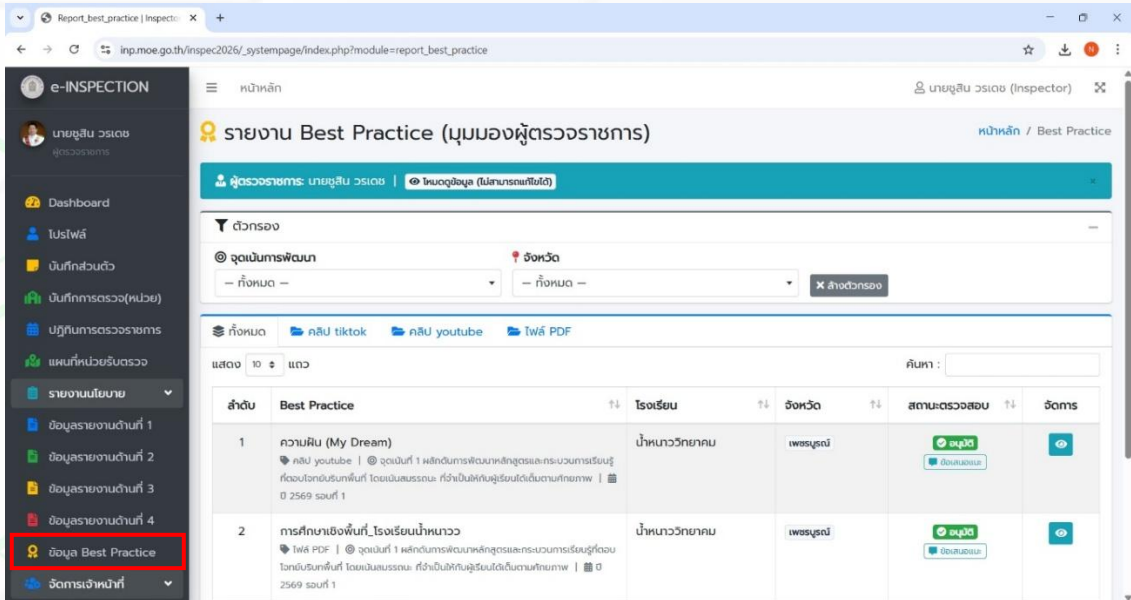 Report_best_practice | Inspecto
inp.moe.go.th/inspec2026/_systempage/index.php?module=report_best_practice
N
e-INSPECTION
หน้าหลัก
นายชูสิน วรเดช (Inspector)
นายชูสิน วรเดช
ผู้ตรวจราชการ
รายงาน Best Practice (มุมมองผู้ตรวจราชการ)
หน้าหลัก / Best Practice
ผู้ตรวจราชการ: นายชูสิน วรเดช | โหมดดูข้อมูล (ไม่สามารถแก้ไขได้)
Dashboard
โปรไฟล์
บันทึกส่วนตัว
บันทึกการตรวจ(หน่วย)
ปฏิทินการตรวจราชการ
แผนที่หน่วยรับตรวจ
รายงานนโยบาย
ข้อมูลรายงานด้านที่ 1
ข้อมูลรายงานด้านที่ 2
ข้อมูลรายงานด้านที่ 3
ข้อมูลรายงานด้านที่ 4
ข้อมูล Best Practice
จัดการเจ้าหน้าที่
ตัวกรอง
จุดเน้นการพัฒนา
จังหวัด
— ทั้งหมด —
— ทั้งหมด —
ล้างตัวกรอง
ทั้งหมด
คลิป tiktok
คลิป youtube
ไฟล์ PDF
แสดง 10 แถว
ค้นหา :
ลำดับ Best Practice โรงเรียน จังหวัด สถานะตรวจสอบ จัดการ
1 ความฝัน (My Dream) น้ำหนาววิทยาคม เพชรบูรณ์ อนุมัติ
คลิป youtube | จุดเน้นที่ 1 ผลักดันการพัฒนาหลักสูตรและกระบวนการเรียนรู้ ข้อเสนอแนะ
ที่ตอบโจทย์บริบทพื้นที่ โดยเน้นสมรรถนะ ที่จำเป็นให้กับผู้เรียนได้เต็มตามศักยภาพ |
ปี 2569 รอบที่ 1
2 การศึกษาเชิงพื้นที่_โรงเรียนน้ำหนาวว น้ำหนาววิทยาคม เพชรบูรณ์ อนุมัติ
ไฟล์ PDF | จุดเน้นที่ 1 ผลักดันการพัฒนาหลักสูตรและกระบวนการเรียนรู้ที่ตอบ ข้อเสนอแนะ
โจทย์บริบทพื้นที่ โดยเน้นสมรรถนะ ที่จำเป็นให้กับผู้เรียนได้เต็มตามศักยภาพ | ปี
2569 รอบที่ 1